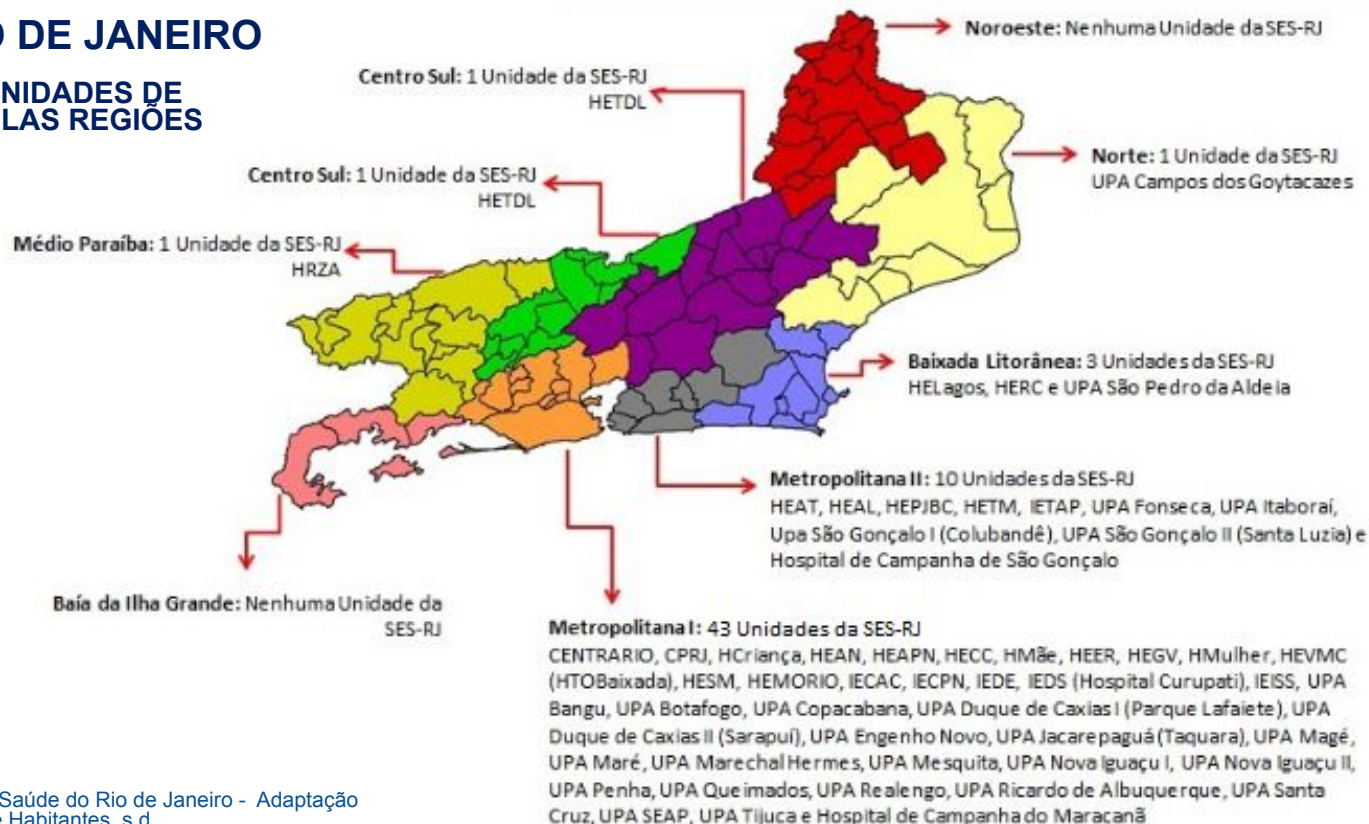 O DE JANEIRO
NIDADES DE
LAS REGIÕES
Noroeste: Nenhuma Unidade da SES-RJ
Centro Sul: 1 Unidade da SES-RJ
HETDL
Norte: 1 Unidade da SES-RJ
UPA Campos dos Goytacazes
Centro Sul: 1 Unidade da SES-RJ
HETDL
Médio Paraíba: 1 Unidade da SES-RJ
HRZA
Baixada Litorânea: 3 Unidades da SES-RJ
HELagos, HERC e UPA São Pedro da Aldeia
Metropolitana II: 10 Unidades da SES-RJ
HEAT, HEAL, HEPJBC, HETM, IETAP, UPA Fonseca, UPA Itaboraí,
Upa São Gonçalo I (Colubandê), UPA São Gonçalo II (Santa Luzia) e
Hospital de Campanha de São Gonçalo
Baía da Ilha Grande: Nenhuma Unidade da
SES-RJ
Metropolitana I: 43 Unidades da SES-RJ
CENTRARIO, CPRJ, HCriança, HEAN, HEAPN, HECC, HMãe, HEER, HEGV, HMulher, HEVMC
(HTOBaixada), HESM, HEMORIO, IECAC, IECPN, IEDE, IEDS (Hospital Curupati), IEISS, UPA
Bangu, UPA Botafogo, UPA Copacabana, UPA Duque de Caxias I (Parque Lafaiete), UPA
Duque de Caxias II (Sarapuí), UPA Engenho Novo, UPA Jacarepaguá (Taquara), UPA Magé,
UPA Maré, UPA Marechal Hermes, UPA Mesquita, UPA Nova Iguaçu I, UPA Nova Iguaçu II,
UPA Penha, UPA Queimados, UPA Realengo, UPA Ricardo de Albuquerque, UPA Santa
Cruz, UPA SEAP, UPA Tijuca e Hospital de Campanha do Maracanã
Saúde do Rio de Janeiro - Adaptação
e Habitantes, s.d.